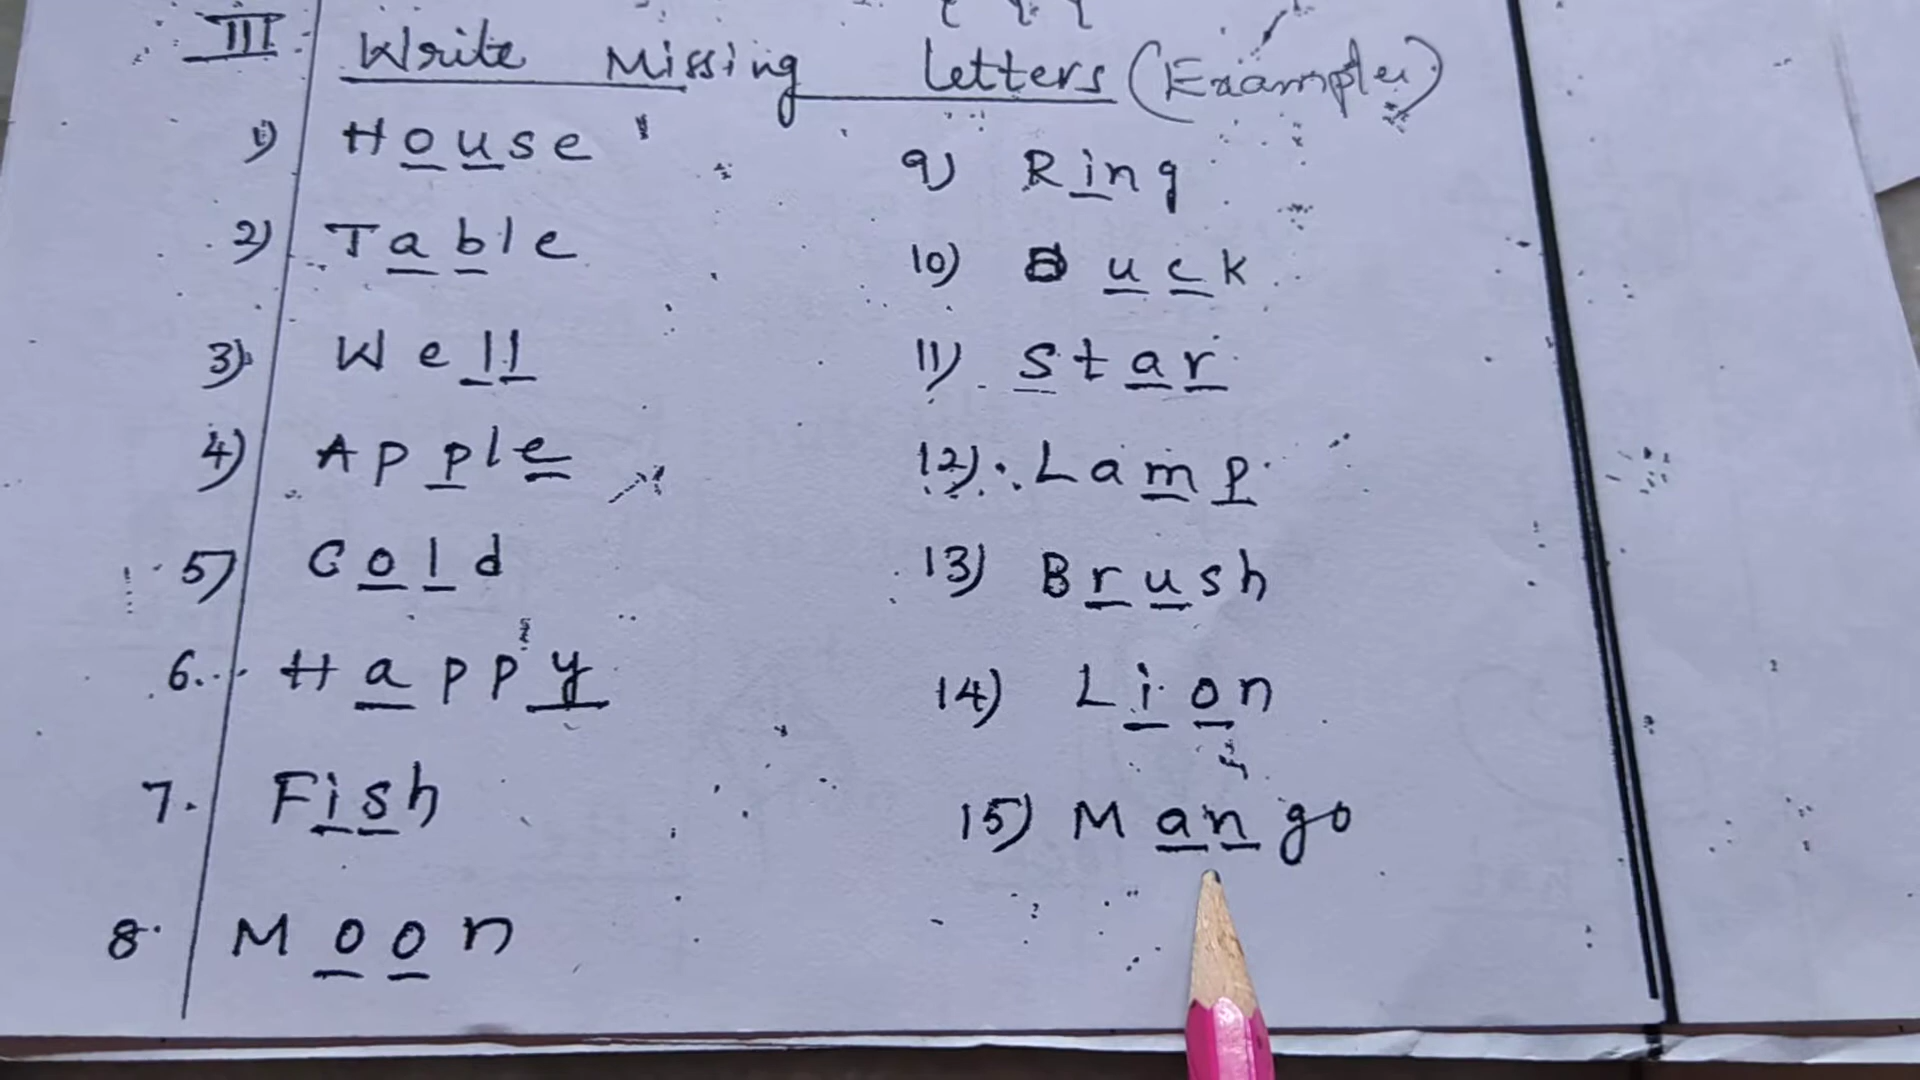 III Write Missing letters (Examples)
1) House
2) Table
3) Well
4) Apple
5) Cold
6. Happy
7. Fish
8. Moon
9) Ring
10) Duck
11) Star
12) Lamp
13) Brush
14) Lion
15) Mango